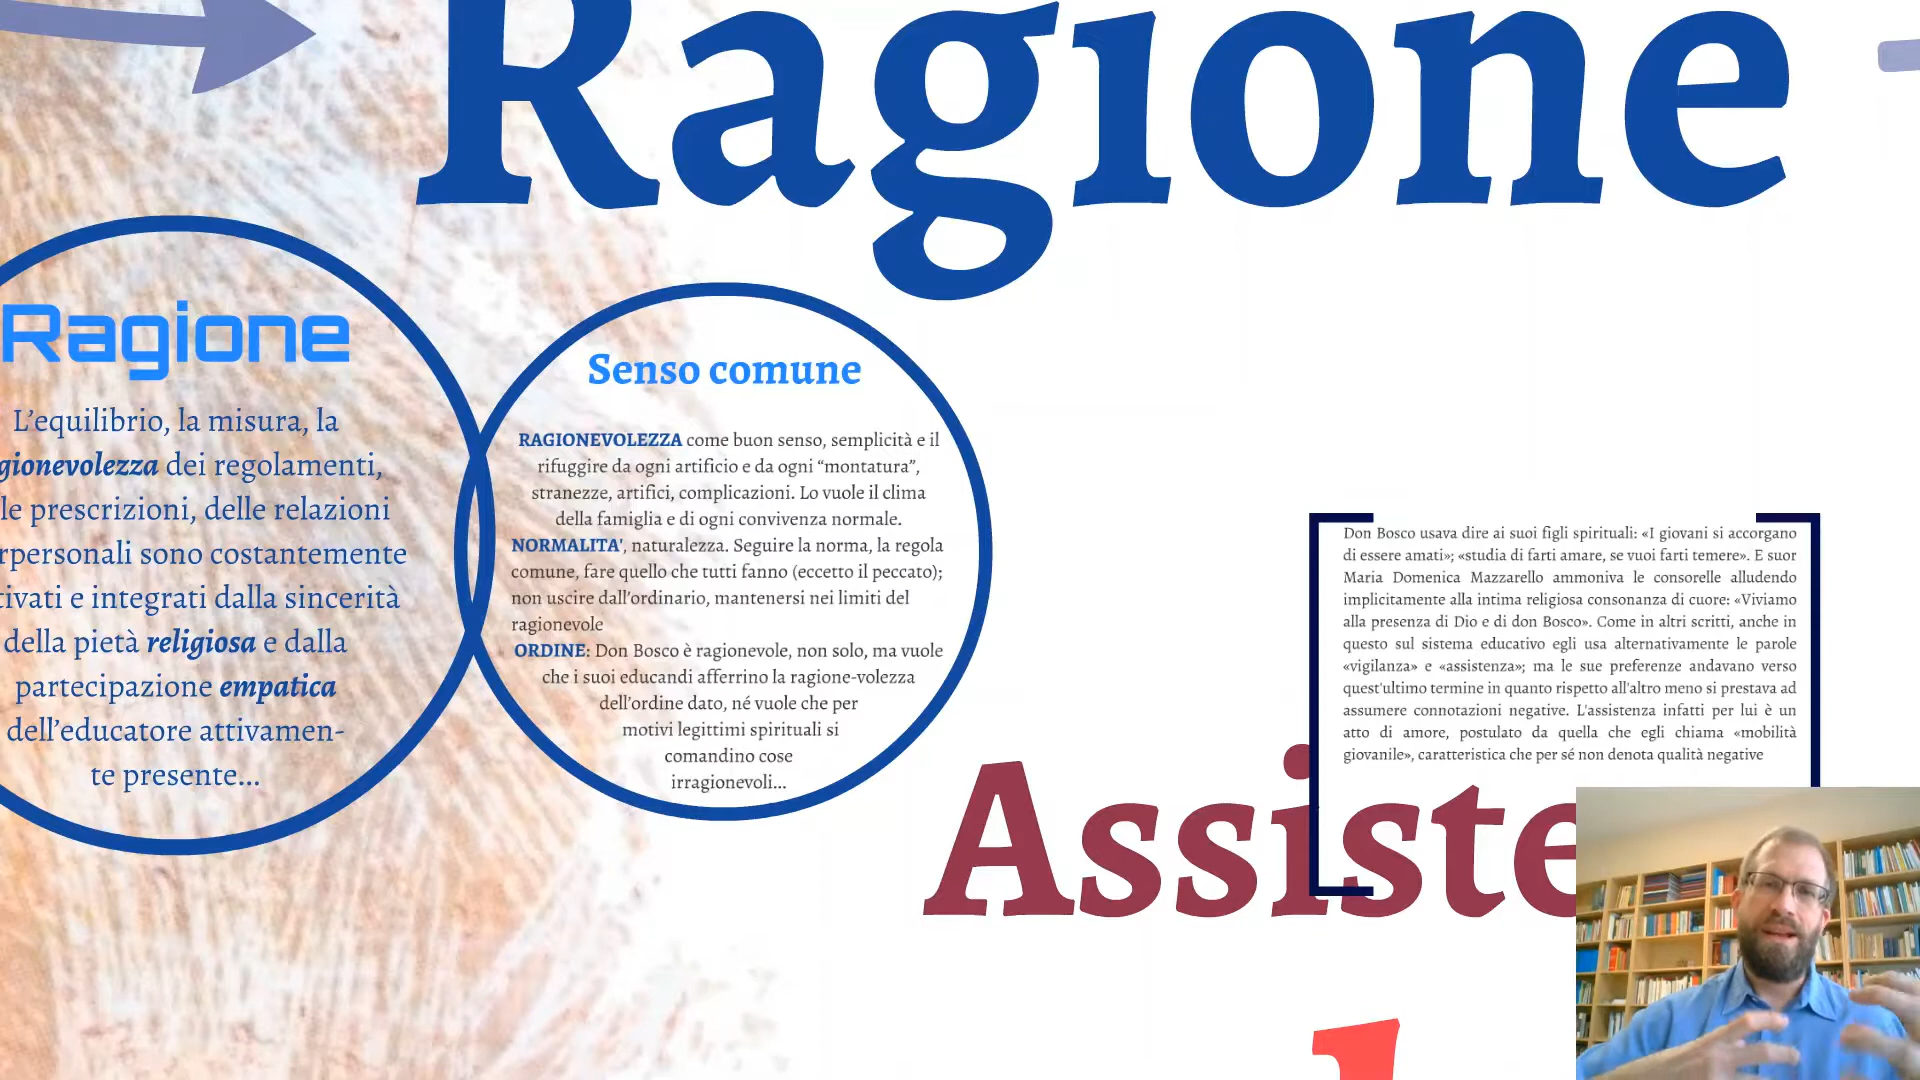 Ragione
Ragione
L'equilibrio, la misura, la
gionevolezza dei regolamenti,
le prescrizioni, delle relazioni
rpersonali sono costantemente
tivati e integrati dalla sincerità
della pietà religiosa e dalla
partecipazione empatica
dell'educatore attivamen-
te presente...
Senso comune
RAGIONEVOLEZZA come buon senso, semplicità e il
rifuggire da ogni artificio e da ogni “montatura”,
stranezze, artifici, complicazioni. Lo vuole il clima
della famiglia e di ogni convivenza normale.
NORMALITA', naturalezza. Seguire la norma, la regola
comune, fare quello che tutti fanno (eccetto il peccato);
non uscire dall'ordinario, mantenersi nei limiti del
ragionevole
ORDINE: Don Bosco è ragionevole, non solo, ma vuole
che i suoi educandi afferrino la ragione-volezza
dell'ordine dato, né vuole che per
motivi legittimi spirituali si
comandino cose
irragionevoli...
Don Bosco usava dire ai suoi figli spirituali: «I giovani si accorgano
di essere amati»; «studia di farti amare, se vuoi farti temere». E suor
Maria Domenica Mazzarello ammoniva le consorelle alludendo
implicitamente alla intima religiosa consonanza di cuore: «Viviamo
alla presenza di Dio e di don Bosco». Come in altri scritti, anche in
questo sul sistema educativo egli usa alternativamente le parole
«vigilanza» e «assistenza»; ma le sue preferenze andavano verso
quest'ultimo termine in quanto rispetto all'altro meno si prestava ad
assumere connotazioni negative. L'assistenza infatti per lui è un
atto di amore, postulato da quella che egli chiama «mobilità
giovanile», caratteristica che per sé non denota qualità negative
Assiste